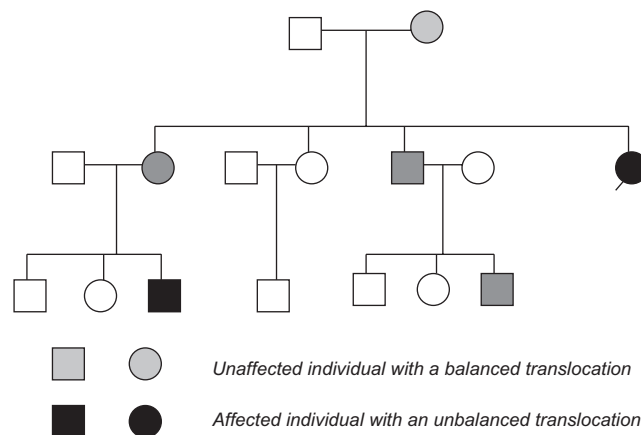 Unaffected individual with a balanced translocation
Affected individual with an unbalanced translocation